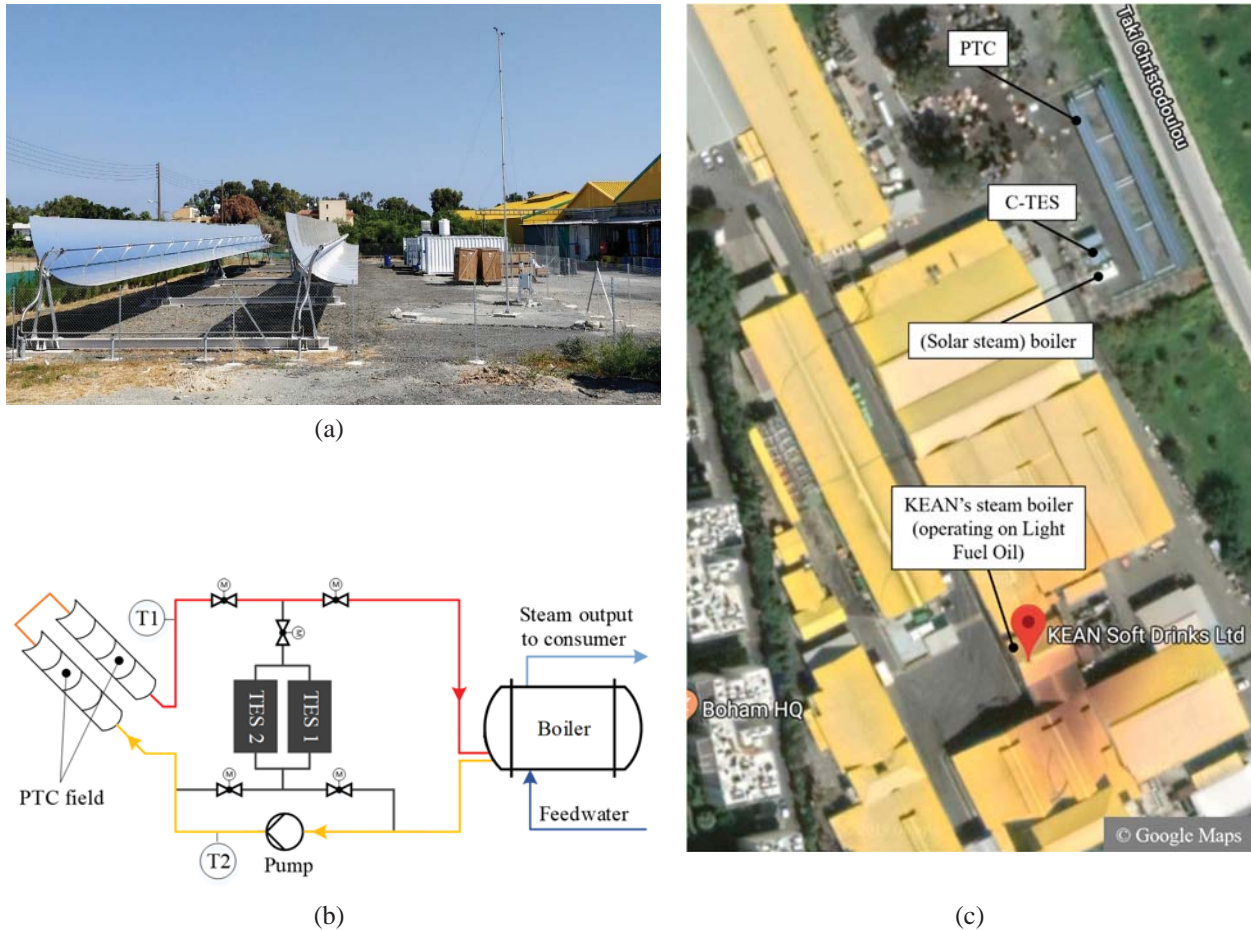 (a)
M
M
T1
M
TES 2
TES 1
Steam output
to consumer
Boiler
PTC field
M
M
T2
Pump
Feedwater
(b)
PTC
Taki Christodoulou
C-TES
(Solar steam) boiler
KEAN's steam boiler
(operating on Light
Fuel Oil)
KEAN Soft Drinks Ltd
Boham HQ
© Google Maps
(c)